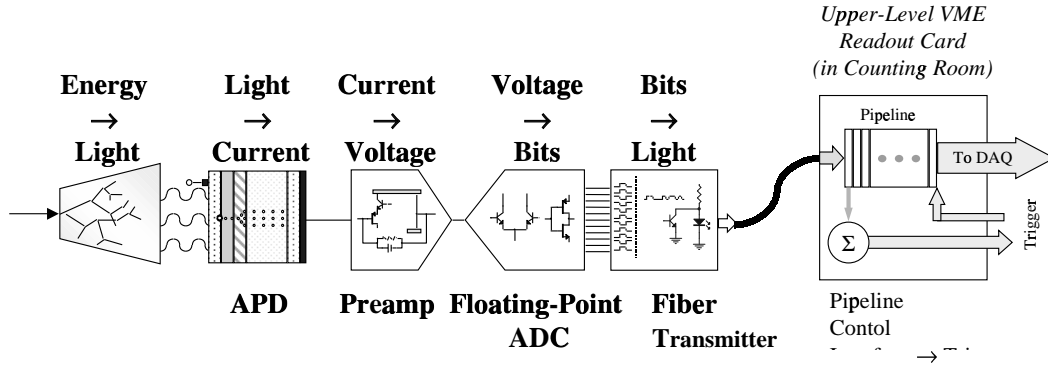 Upper-Level VME
Readout Card
(in Counting Room)
Energy
→
Light
Light
→
Current
Current
→
Voltage
Voltage
→
Bits
Bits
→
Light
Pipeline
To DAQ
Trigger
Σ
APD
Preamp
Floating-Point
ADC
Fiber
Transmitter
Pipeline
Contol
→